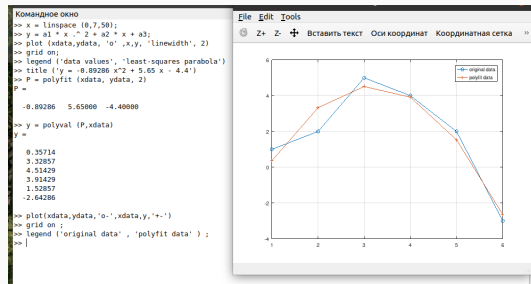 Командное окно
>> x = linspace (0,7,50);
>> y = a1 * x .^ 2 + a2 * x + a3;
>> plot (xdata,ydata, 'o' ,x,y, 'linewidth', 2)
>> grid on;
>> legend ('data values', 'least-squares parabola')
>> title ('y = -0.89286 x^2 + 5.65 x - 4.4')
>> P = polyfit (xdata, ydata, 2)
P =
-0.89286 5.65000 -4.40000
>> y = polyval (P,xdata)
y =
0.35714
3.32857
4.51429
3.91429
1.52857
-2.64286
>> plot(xdata,ydata,'o-',xdata,y,'+-')
>> grid on ;
>> legend ('original data' , 'polyfit data' ) ;
>>
File Edit Tools
Z+ Z- Вставить текст Оси координат Координатная сетка »
original data
polyfit data
6
4
2
0
-2
-4
1 2 3 4 5 6